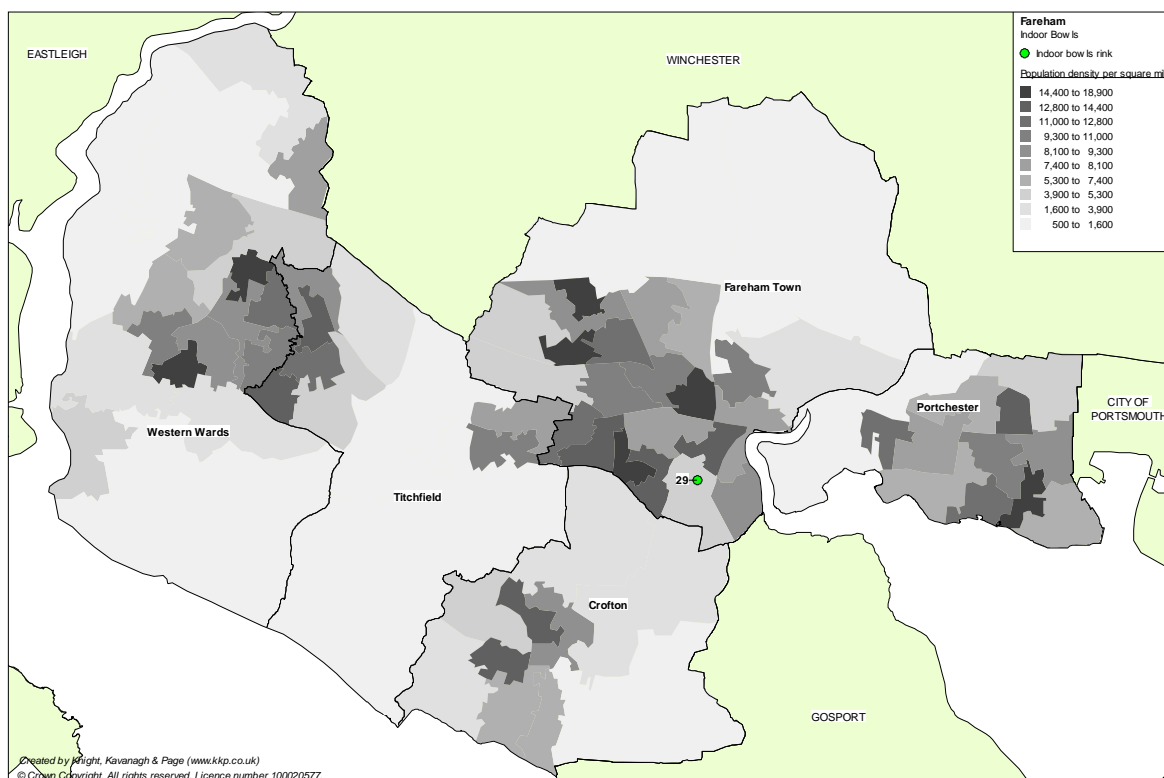 EASTLEIGH
WINCHESTER
Fareham
Indoor Bowls
Indoor bowls rink
Population density per square mi
14,400 to 18,900
12,800 to 14,400
11,000 to 12,800
9,300 to 11,000
8,100 to 9,300
7,400 to 8,100
5,300 to 7,400
3,900 to 5,300
1,600 to 3,900
500 to 1,600
Fareham Town
Portchester
CITY OF
PORTSMOUTH
Western Wards
29
Titchfield
Crofton
GOSPORT
Created by Knight, Kavanagh & Page (www.kkp.co.uk)
© Crown Copyright. All rights reserved. Licence number 100020577